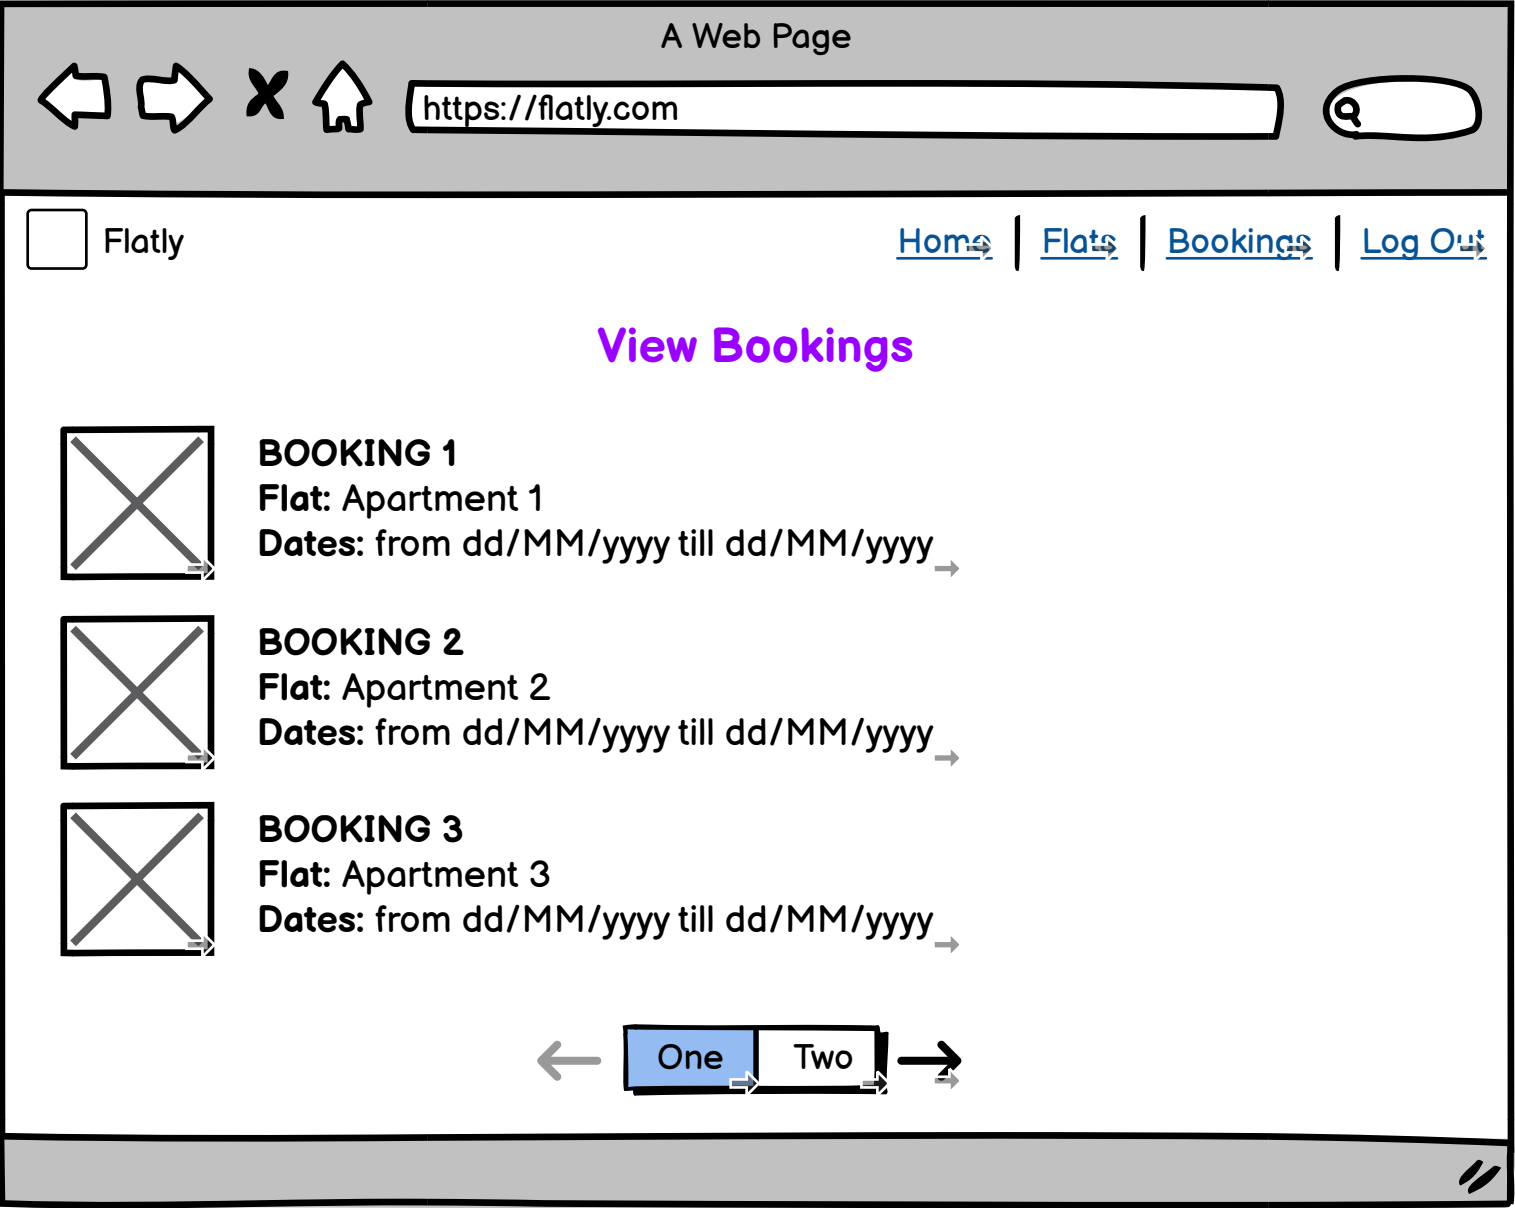 A Web Page
https://flatly.com
Flatly
Home
Flats
Bookings
Log Out
View Bookings
BOOKING 1
Flat: Apartment 1
Dates: from dd/MM/yyyy till dd/MM/yyyy
BOOKING 2
Flat: Apartment 2
Dates: from dd/MM/yyyy till dd/MM/yyyy
BOOKING 3
Flat: Apartment 3
Dates: from dd/MM/yyyy till dd/MM/yyyy
One
Two